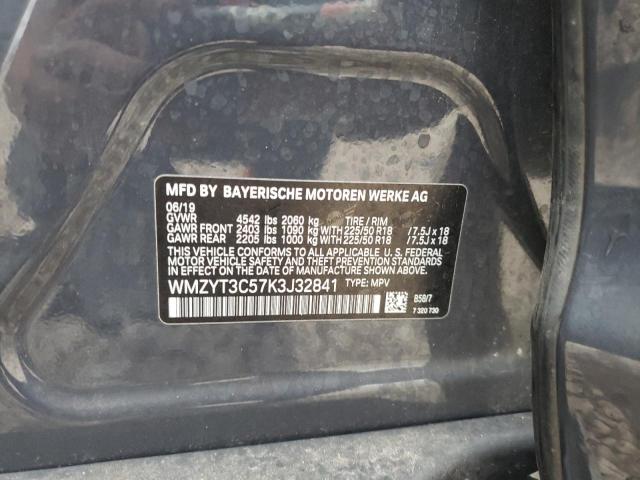 MFD BY BAYERISCHE MOTOREN WERKE AG
06/19
GVWR 4542 lbs 2060 kg TIRE / RIM
GAWR FRONT 2403 lbs 1090 kg WITH 225/50 R18 /7.5J x 18
GAWR REAR 2205 lbs 1000 kg WITH 225/50 R18 /7.5J x 18
THIS VEHICLE CONFORMS TO ALL APPLICABLE U. S. FEDERAL
MOTOR VEHICLE SAFETY, BUMPER, AND THEFT PREVENTION
STANDARDS IN EFFECT ON THE DATE OF MANUFACTURE SHOWN ABOVE.
WMZYT3C57K3J32841 TYPE: MPV
B5B/7
7 320 730